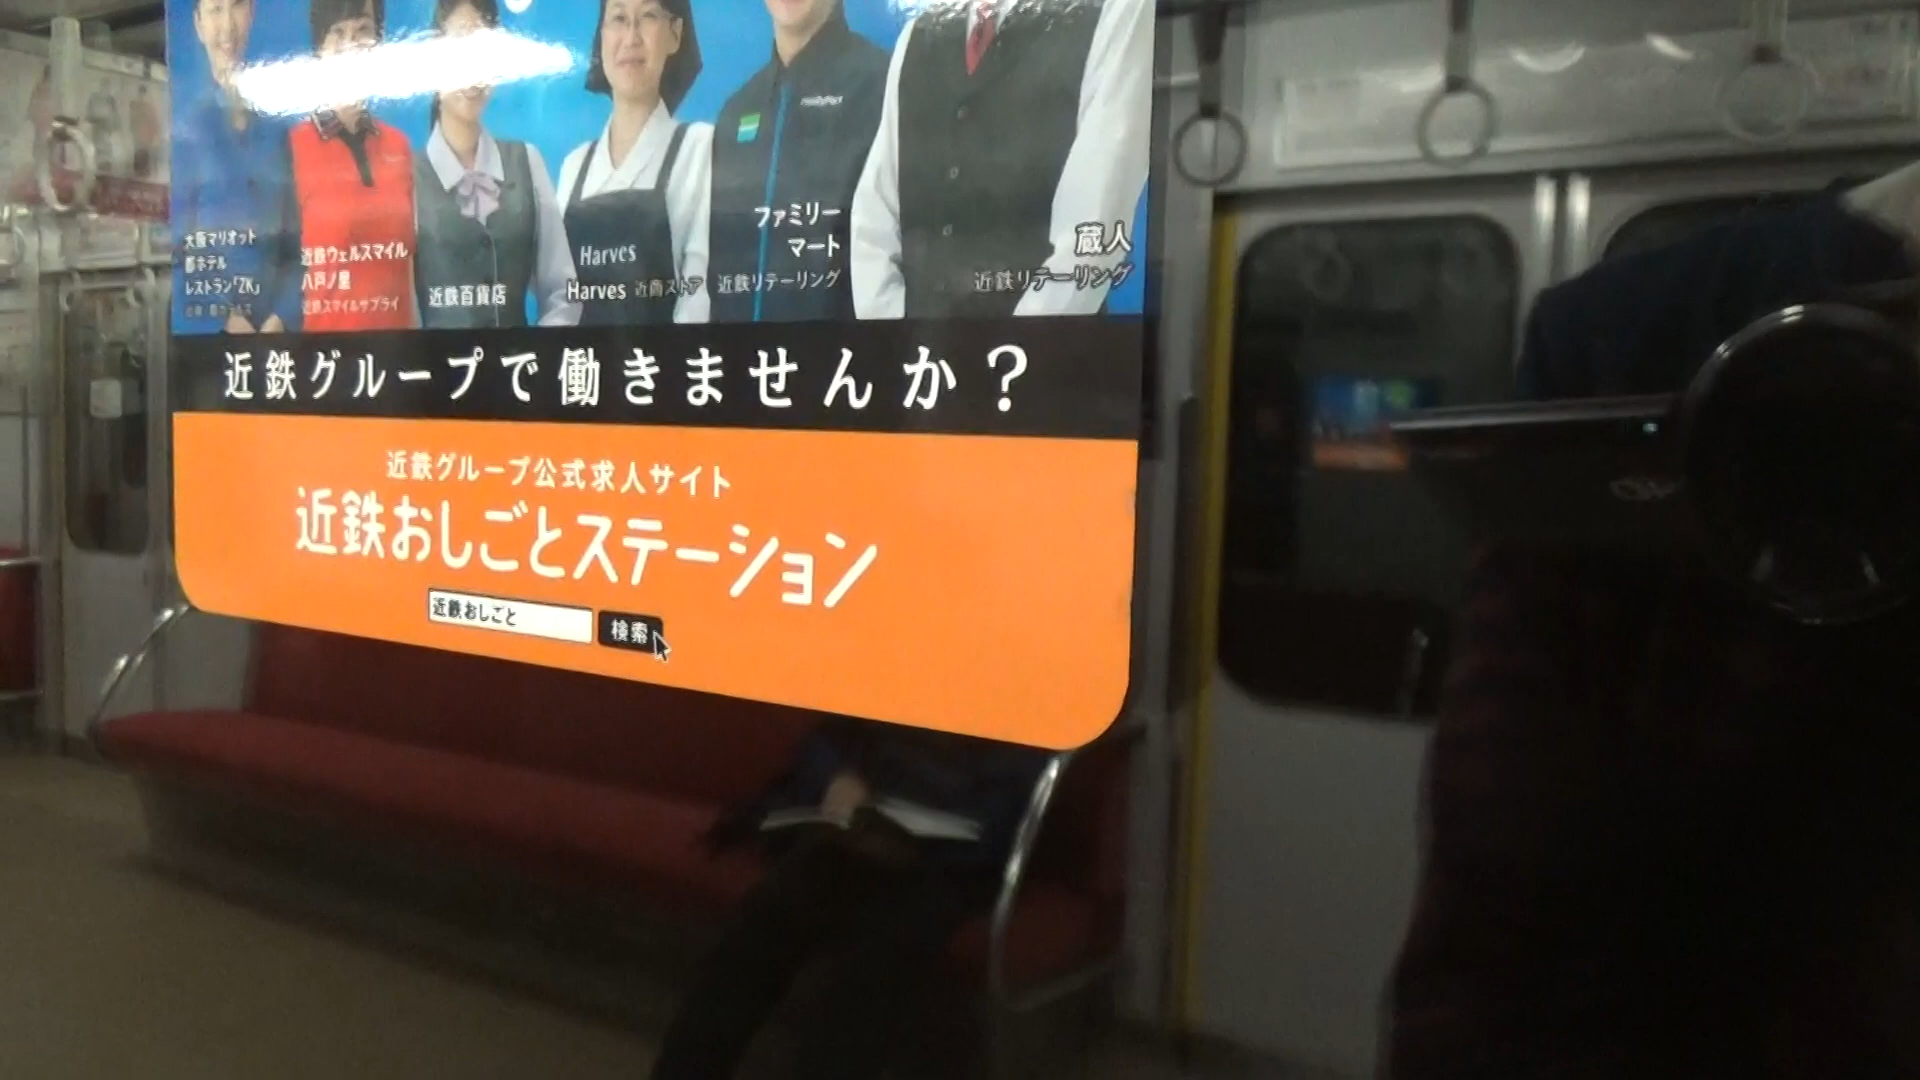 大阪マリオット
都ホテル
レストラン「ZK」
近鉄ウェルスマイル
八戸ノ里
近鉄スマイルサプライ
近鉄百貨店
Harves
Harves 近商ストア
FamilyMart
ファミリー
マート
近鉄リテーリング
蔵人
近鉄リテーリング
近鉄グループで働きませんか？
近鉄グループ公式求人サイト
近鉄おしごとステーション
近鉄おしごと 検索